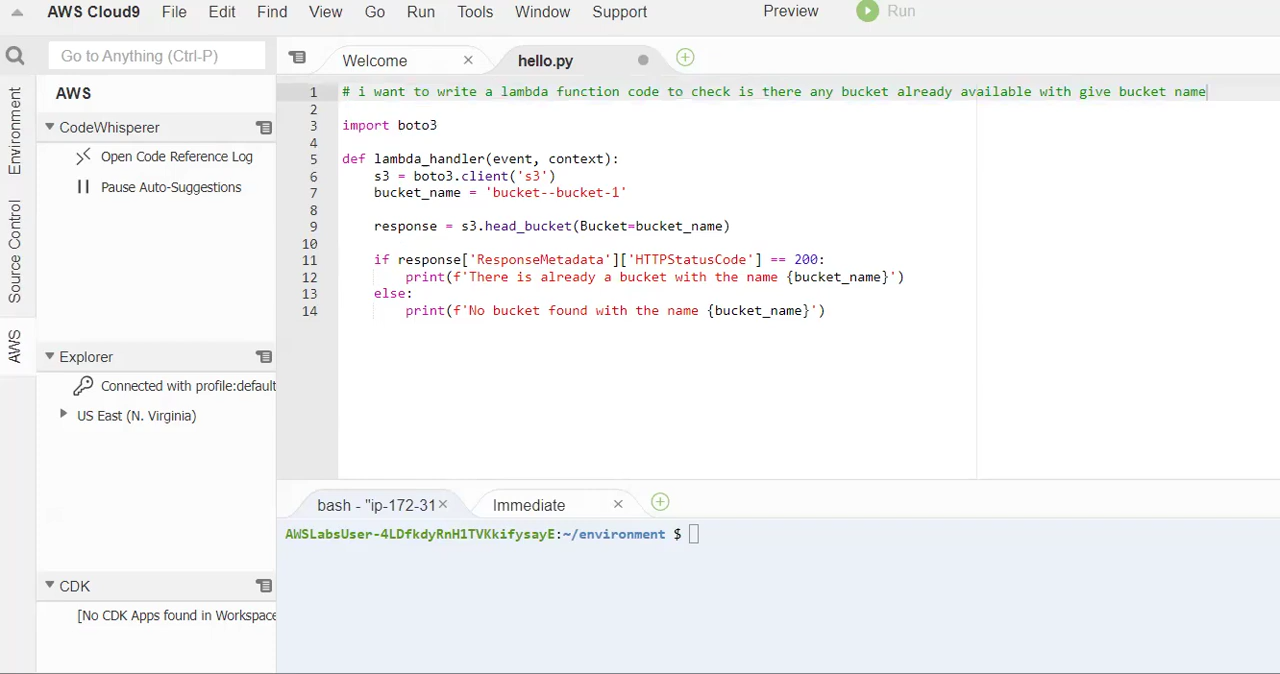 AWS Cloud9 File Edit Find View Go Run Tools Window Support Preview Run
Go to Anything (Ctrl-P) Welcome hello.py
Environment
Source Control
AWS
AWS
CodeWhisperer
Open Code Reference Log
Pause Auto-Suggestions
Explorer
Connected with profile:default
US East (N. Virginia)
CDK
[No CDK Apps found in Workspace
1 # i want to write a lambda function code to check is there any bucket already available with give bucket name
2
3 import boto3
4
5 def lambda_handler(event, context):
6     s3 = boto3.client('s3')
7     bucket_name = 'bucket--bucket-1'
8
9     response = s3.head_bucket(Bucket=bucket_name)
10
11     if response['ResponseMetadata']['HTTPStatusCode'] == 200:
12         print(f'There is already a bucket with the name {bucket_name}')
13     else:
14         print(f'No bucket found with the name {bucket_name}')
bash - "ip-172-31 Immediate
AWSLabsUser-4LDfkdyRnH1TVKkifysayE:~/environment $